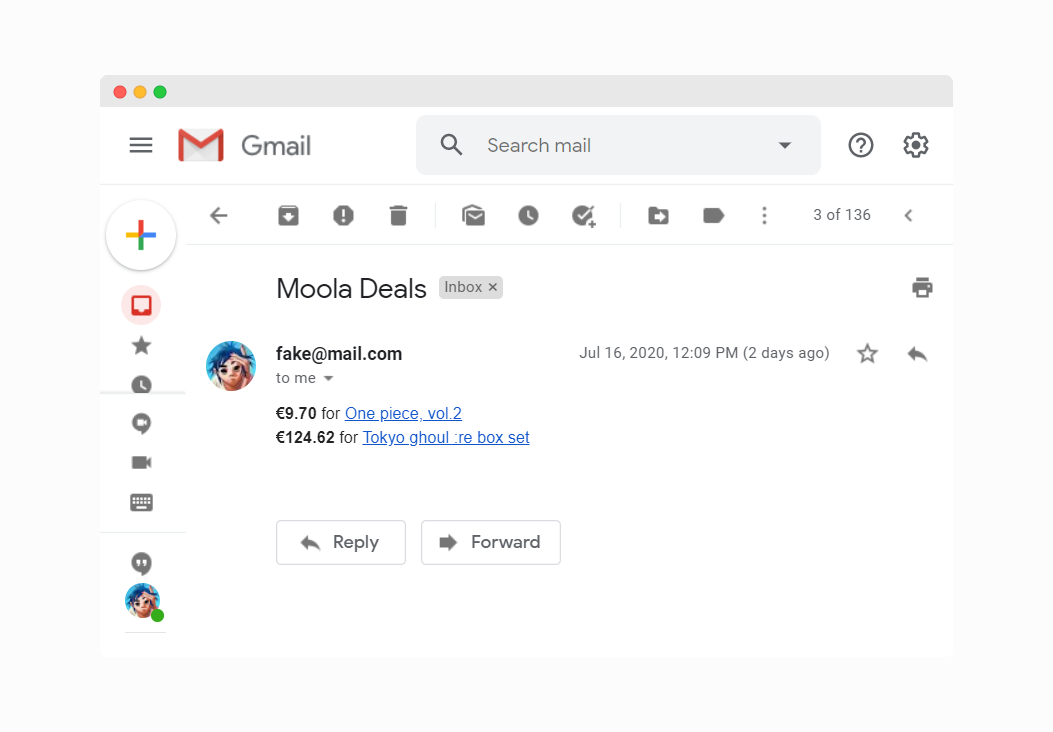 Gmail
Search mail
3 of 136
Moola Deals Inbox ×
fake@mail.com Jul 16, 2020, 12:09 PM (2 days ago)
to me
€9.70 for One piece, vol.2
€124.62 for Tokyo ghoul :re box set
Reply Forward